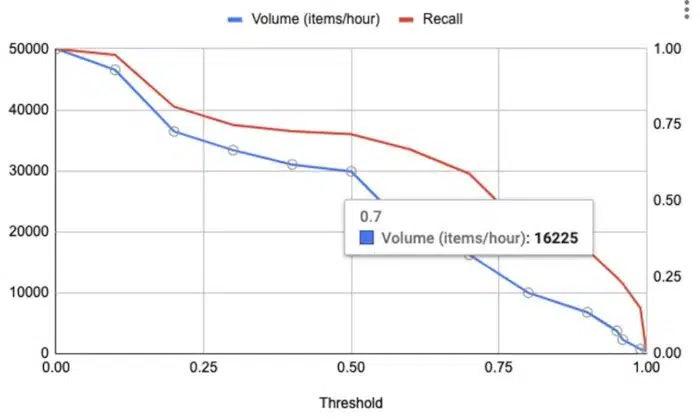 Volume (items/hour) Recall
50000 1.00
40000 0.75
30000
0.50
20000
0.25
10000
0 0.00
0.7
Volume (items/hour): 16225
0.00 0.25 0.50 0.75 1.00
Threshold